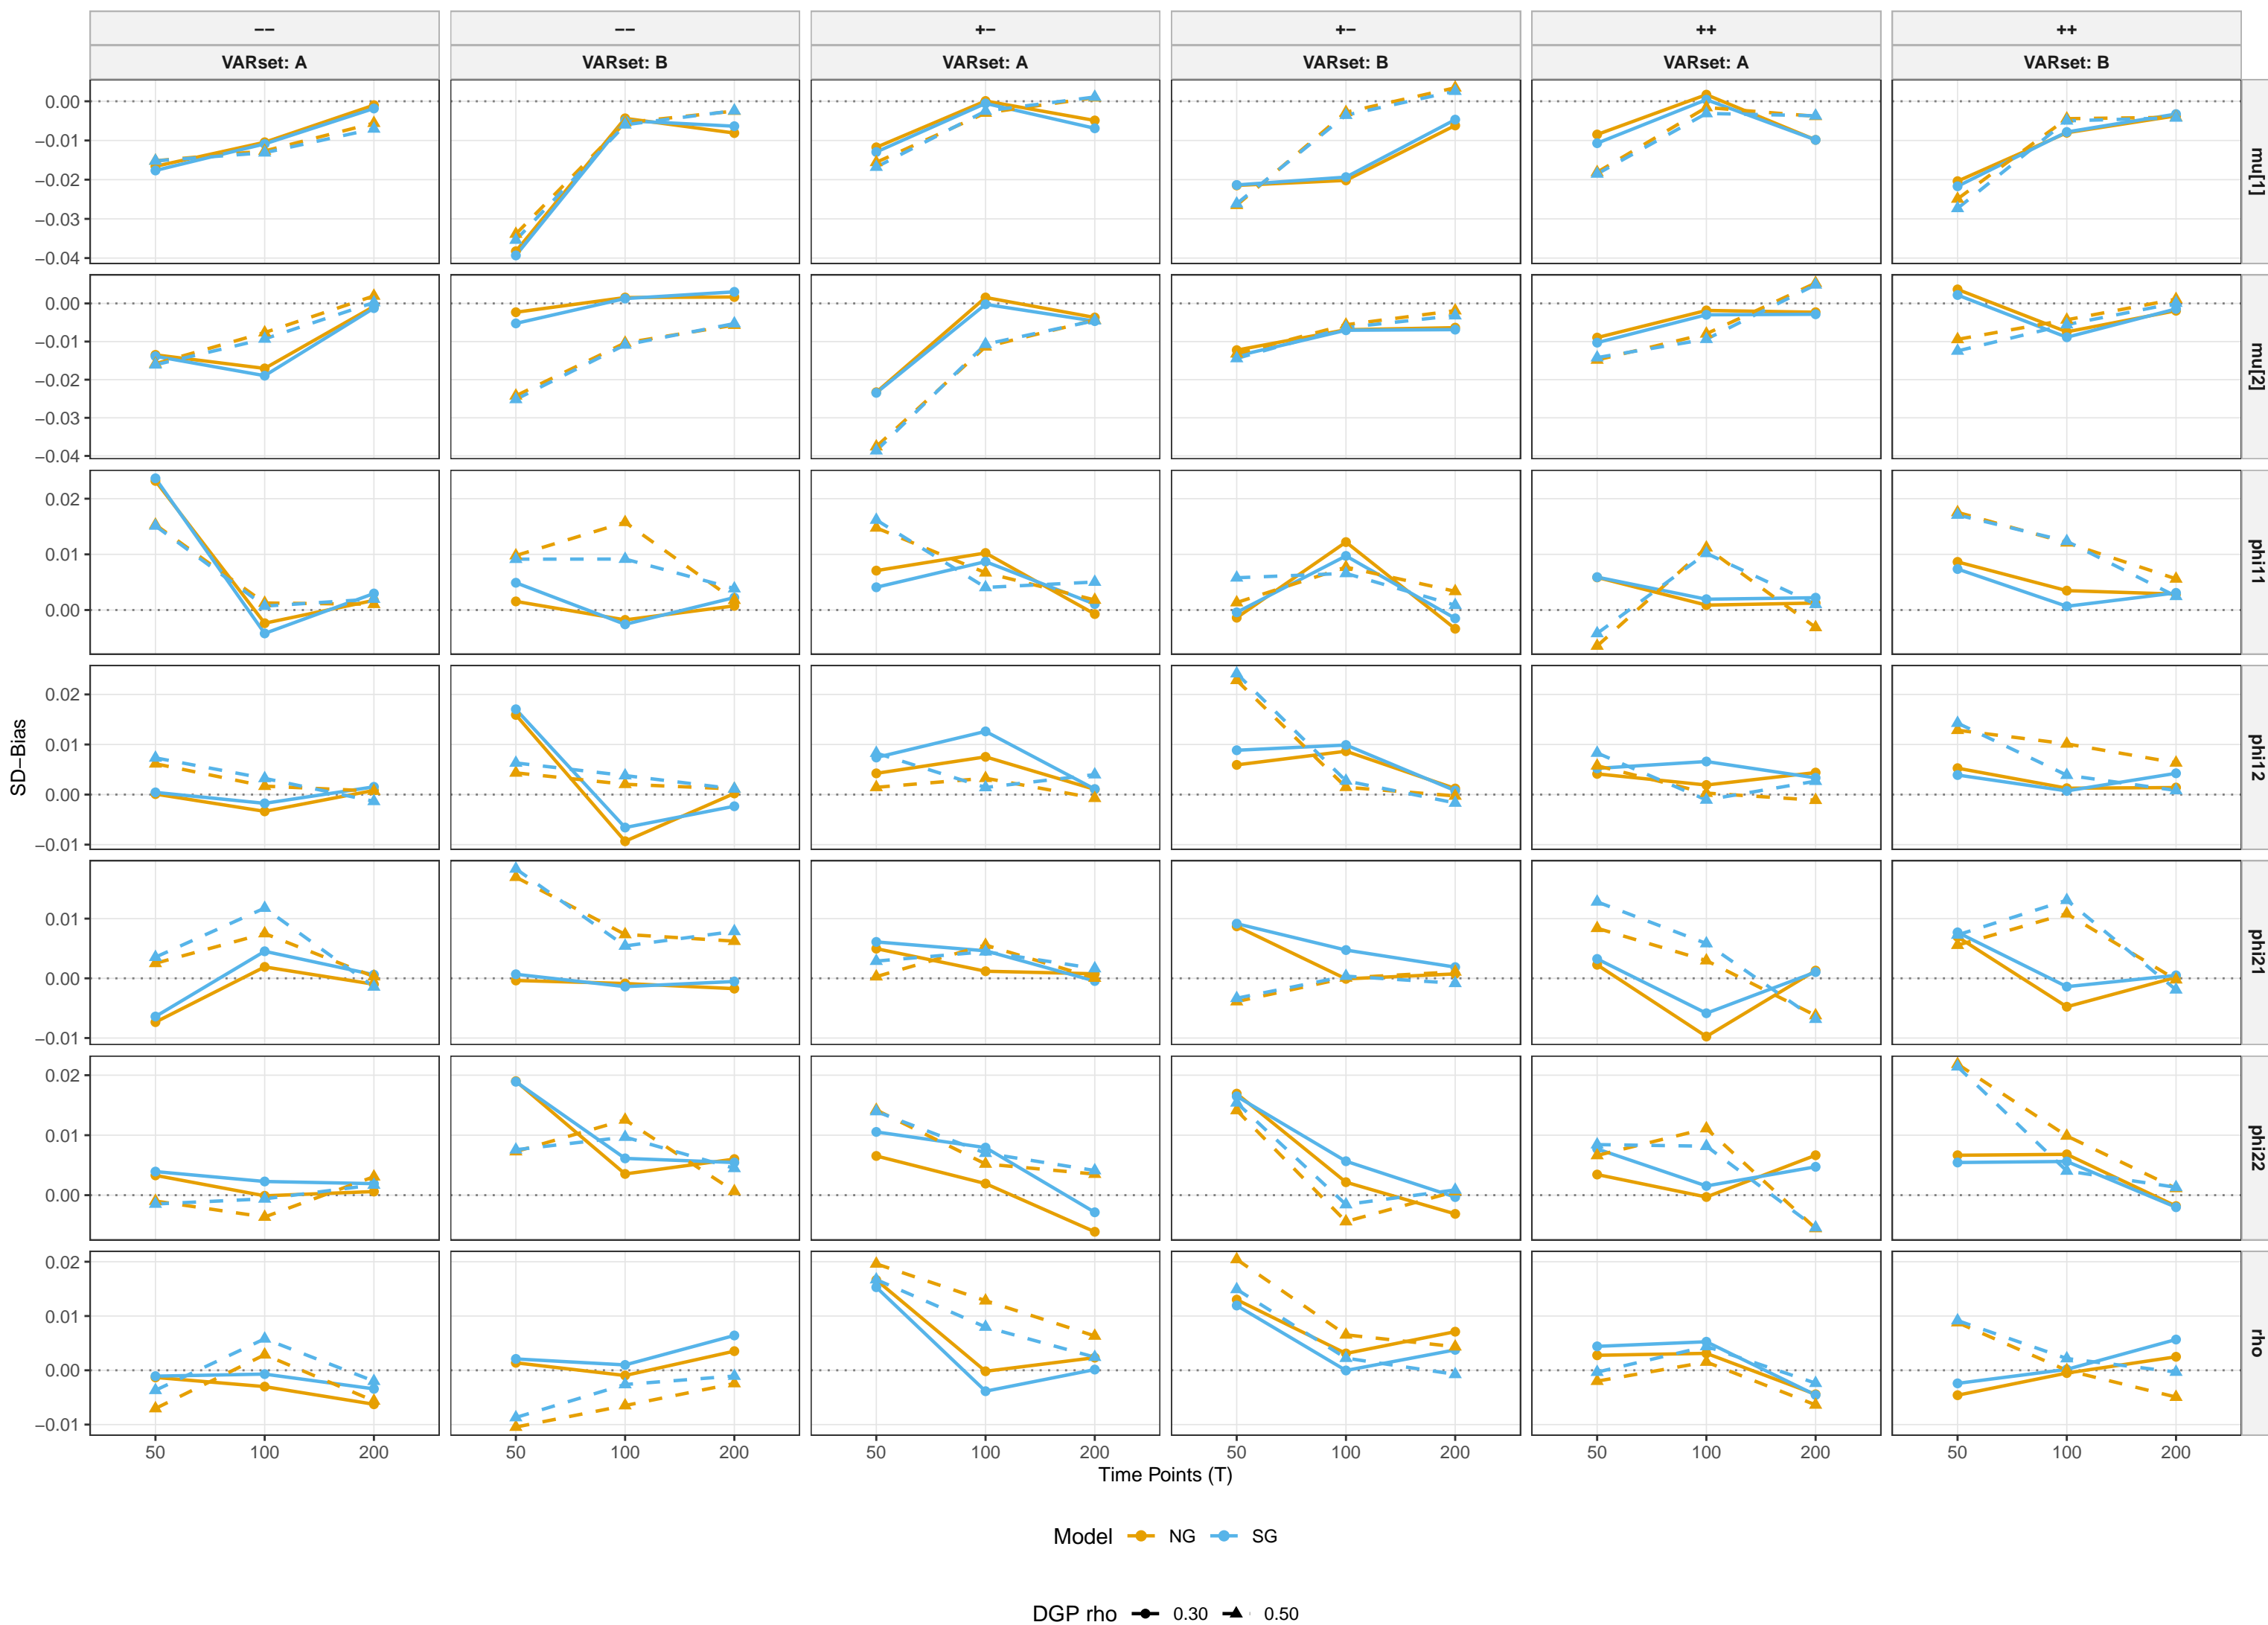 −− −− +− +− ++ ++
VARset: A VARset: B VARset: A VARset: B VARset: A VARset: B
0.00
−0.01
−0.02
−0.03
−0.04
mu[1]
0.00
−0.01
−0.02
−0.03
−0.04
mu[2]
0.02
0.01
0.00
phi11
0.02
0.01
0.00
−0.01
phi12
0.01
0.00
−0.01
phi21
0.02
0.01
0.00
phi22
0.02
0.01
0.00
−0.01
rho
SD−Bias
50 100 200 50 100 200 50 100 200 50 100 200 50 100 200 50 100 200
Time Points (T)
Model NG SG
DGP rho 0.30 0.50